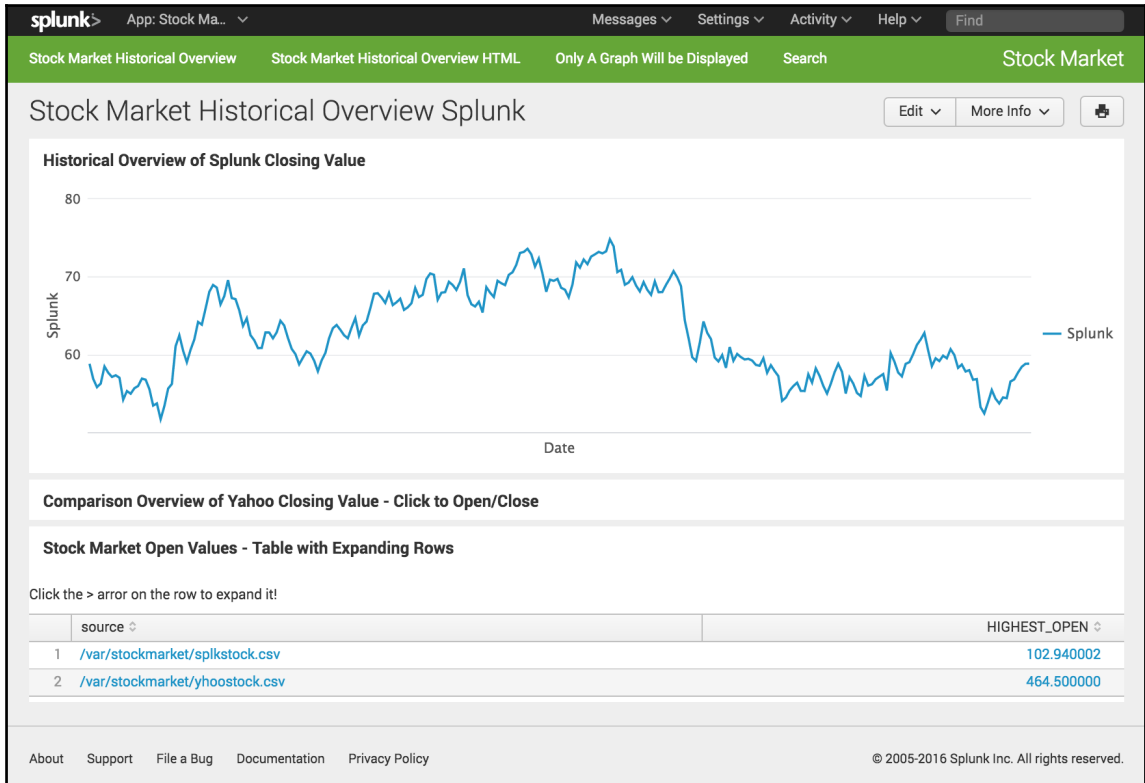 splunk> App: Stock Ma... Messages Settings Activity Help Find
Stock Market Historical Overview Stock Market Historical Overview HTML Only A Graph Will be Displayed Search Stock Market
Stock Market Historical Overview Splunk Edit More Info
Historical Overview of Splunk Closing Value
80
70
60
Splunk
Splunk
Date
Comparison Overview of Yahoo Closing Value - Click to Open/Close
Stock Market Open Values - Table with Expanding Rows
Click the > arror on the row to expand it!
source HIGHEST_OPEN
1 /var/stockmarket/splkstock.csv 102.940002
2 /var/stockmarket/yhoostock.csv 464.500000
About Support File a Bug Documentation Privacy Policy © 2005-2016 Splunk Inc. All rights reserved.